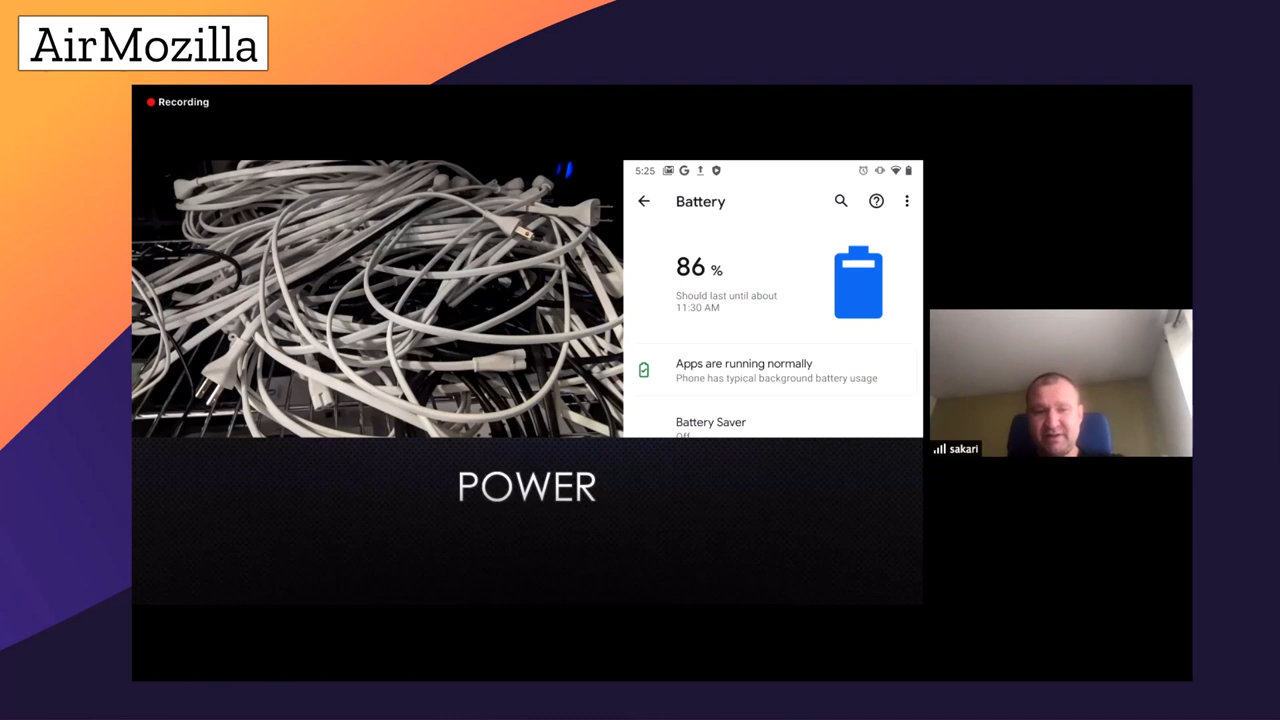 AirMozilla
Recording
5:25
Battery
86 %
Should last until about
11:30 AM
Apps are running normally
Phone has typical background battery usage
Battery Saver
Off
POWER
sakari